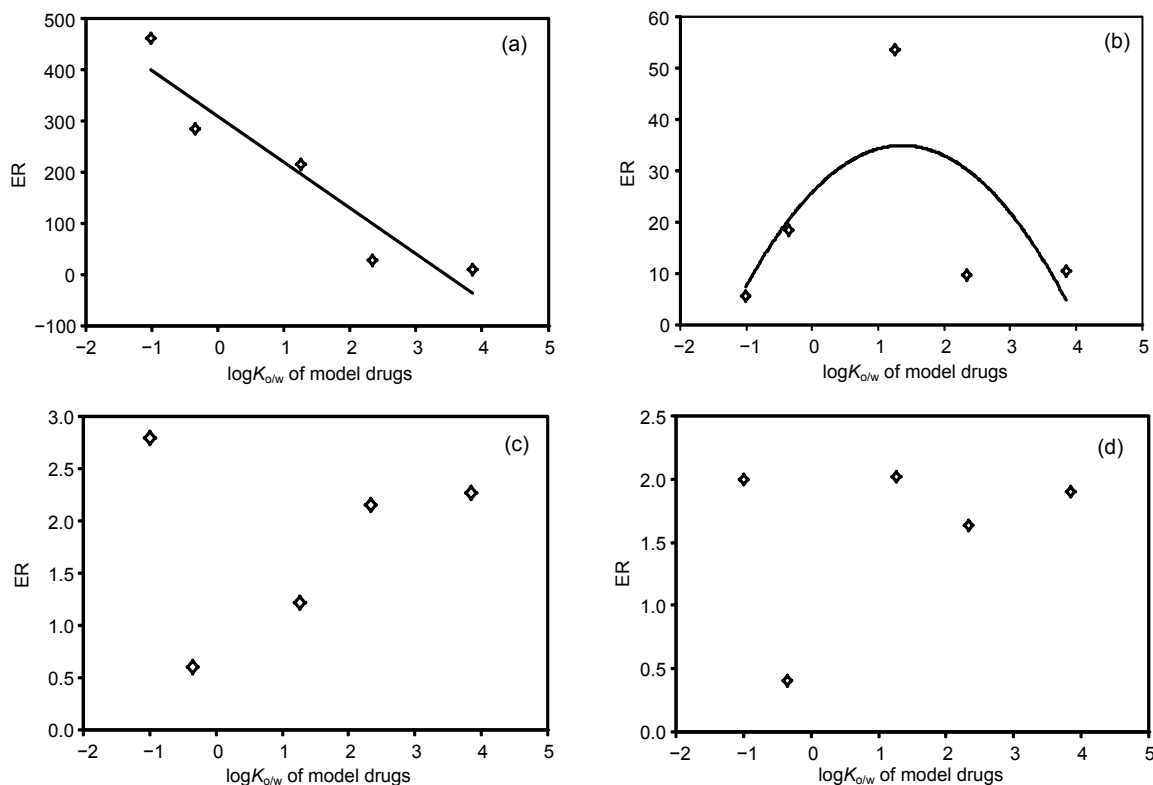 500
400
300
200
100
0
−100
ER
−2 −1 0 1 2 3 4 5
logKo/w of model drugs
(a)
60
50
40
30
20
10
0
ER
−2 −1 0 1 2 3 4 5
logKo/w of model drugs
(b)
3.0
2.5
2.0
1.5
1.0
0.5
0.0
ER
−2 −1 0 1 2 3 4 5
logKo/w of model drugs
(c)
2.5
2.0
1.5
1.0
0.5
0.0
ER
−2 −1 0 1 2 3 4 5
logKo/w of model drugs
(d)